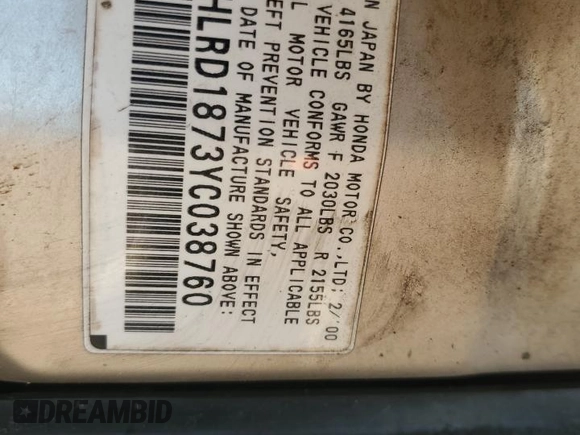 N JAPAN BY HONDA MOTOR CO.,LTD; 2/'00
4165LBS GAWR F 2030LBS R 2155LBS
VEHICLE CONFORMS TO ALL APPLICABLE
L MOTOR VEHICLE SAFETY,
EFT PREVENTION STANDARDS IN EFFECT
DATE OF MANUFACTURE SHOWN ABOVE:
HLRD1873YC038760
DREAMBID